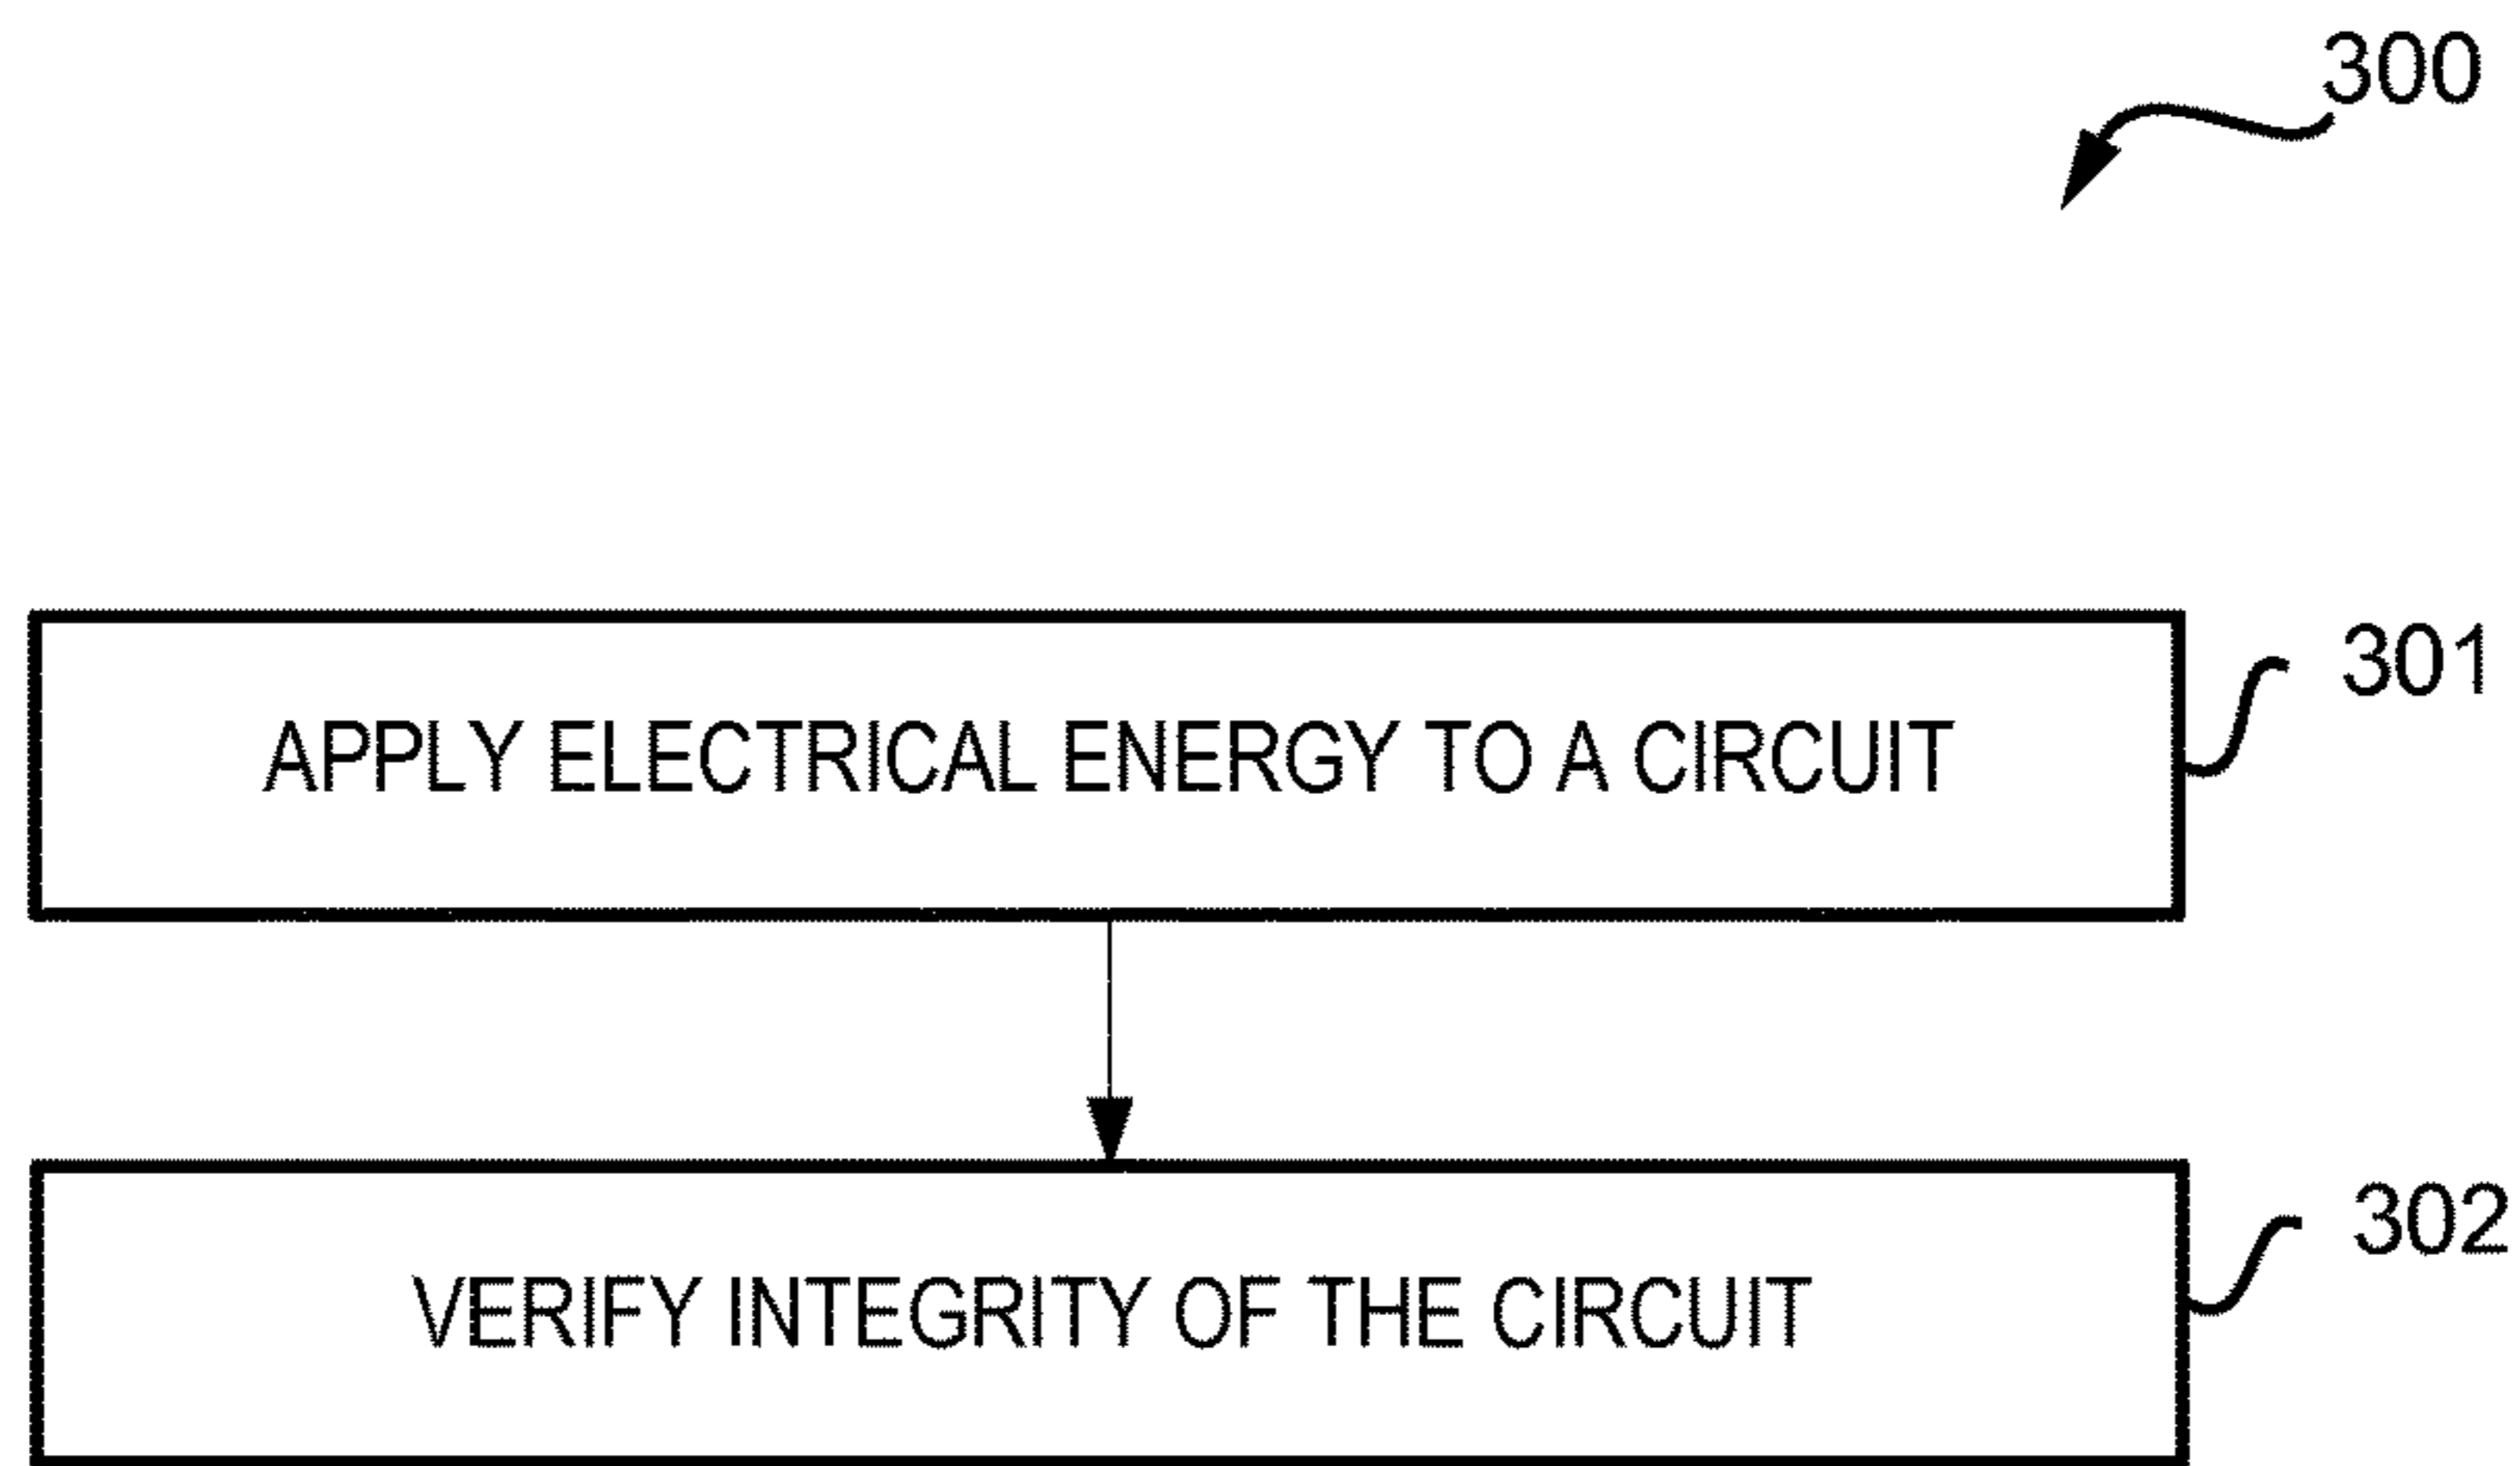 300
APPLY ELECTRICAL ENERGY TO A CIRCUIT
301
VERIFY INTEGRITY OF THE CIRCUIT
302